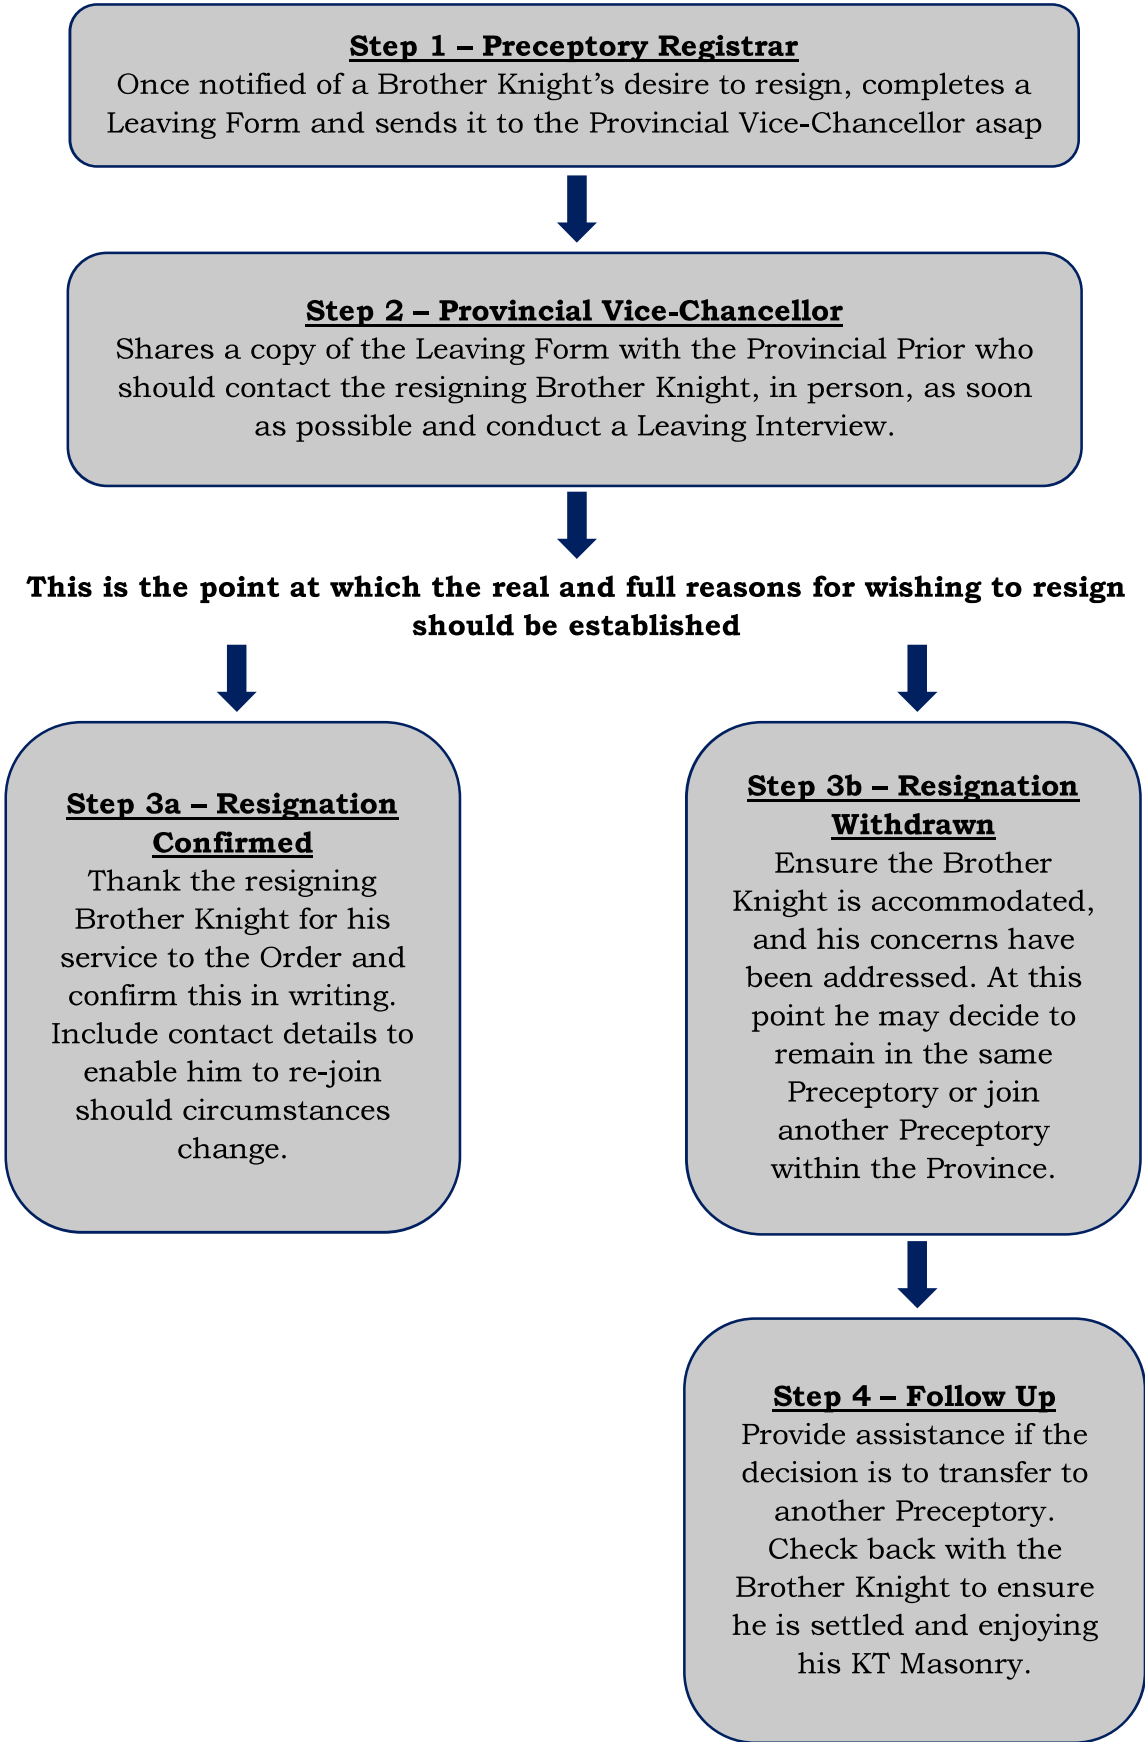 Step 1 – Preceptory Registrar
Once notified of a Brother Knight’s desire to resign, completes a
Leaving Form and sends it to the Provincial Vice-Chancellor asap
Step 2 – Provincial Vice-Chancellor
Shares a copy of the Leaving Form with the Provincial Prior who
should contact the resigning Brother Knight, in person, as soon
as possible and conduct a Leaving Interview.
This is the point at which the real and full reasons for wishing to resign
should be established
Step 3a – Resignation
Confirmed
Thank the resigning
Brother Knight for his
service to the Order and
confirm this in writing.
Include contact details to
enable him to re-join
should circumstances
change.
Step 3b – Resignation
Withdrawn
Ensure the Brother
Knight is accommodated,
and his concerns have
been addressed. At this
point he may decide to
remain in the same
Preceptory or join
another Preceptory
within the Province.
Step 4 – Follow Up
Provide assistance if the
decision is to transfer to
another Preceptory.
Check back with the
Brother Knight to ensure
he is settled and enjoying
his KT Masonry.